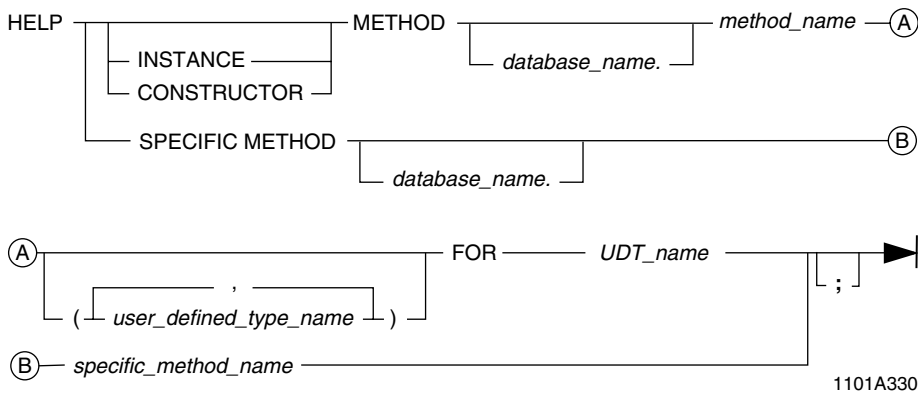 HELP METHOD method_name A
INSTANCE database_name.
CONSTRUCTOR
SPECIFIC METHOD B
database_name.
A FOR UDT_name
,
( user_defined_type_name ) ;
B specific_method_name
1101A330